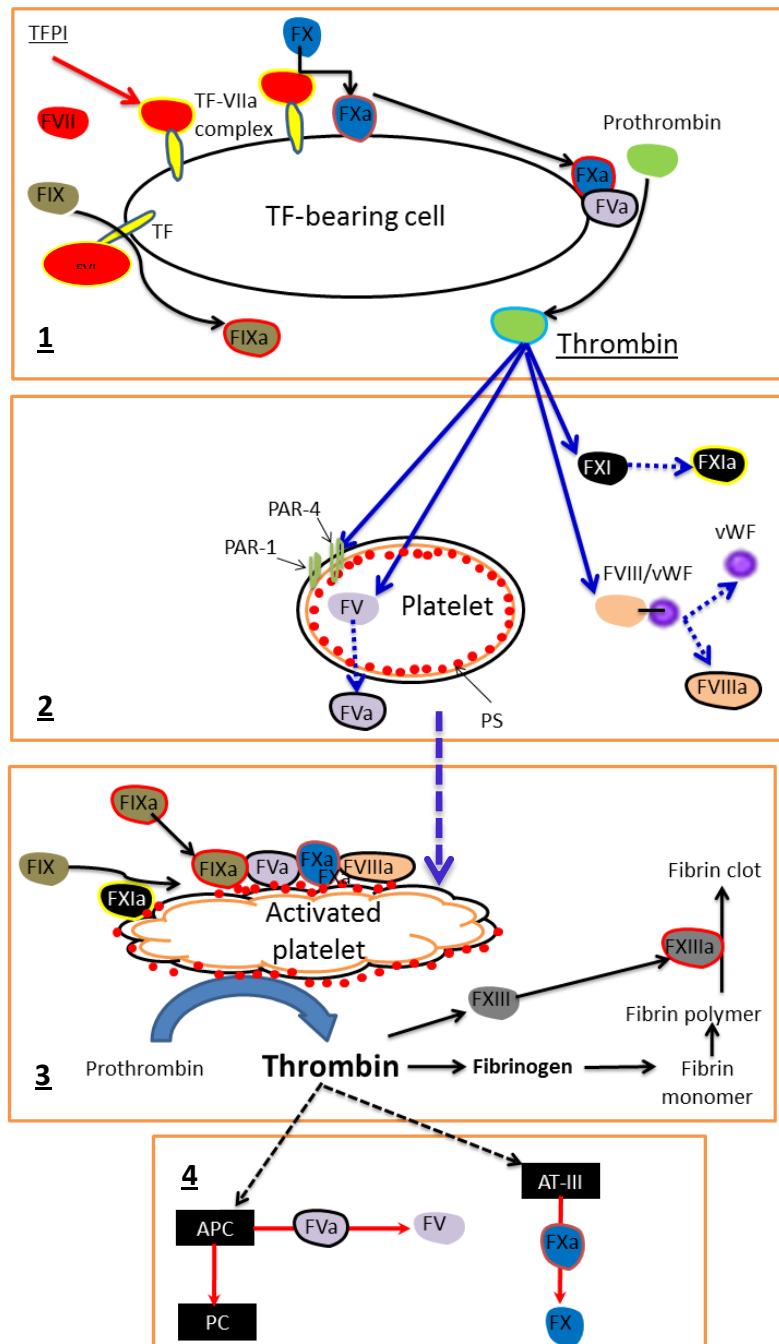 TFPI
FX
FVII
TF-VIIa
complex
FXa
Prothrombin
FIX
TF
TF-bearing cell
FXa
FVa
FIXa
1
Thrombin
FXI
FXIa
PAR-4
PAR-1
vWF
FVIII/vWF
FV
Platelet
FVIIIa
FVa
PS
2
FIXa
FIX
FIXa
FVa
FXa
FXa
FVIIIa
FXIa
Activated
platelet
Fibrin clot
FXIIIa
FXIII
Fibrin polymer
3
Prothrombin
Thrombin
Fibrinogen
Fibrin
monomer
4
AT-III
APC
FVa
FV
FXa
PC
FX